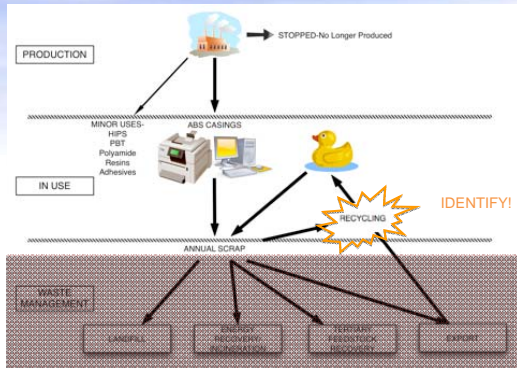 PRODUCTION
STOPPED-No Longer Produced
MINOR USES-
HIPS
PBT
Polyamide
Resins
Adhesives
ABS CASINGS
IN USE
RECYCLING
IDENTIFY!
ANNUAL SCRAP
WASTE
MANAGEMENT
LANDFILL
ENERGY
RECOVERY/
INCINERATION
TERTIARY
FEEDSTOCK
RECOVERY
EXPORT